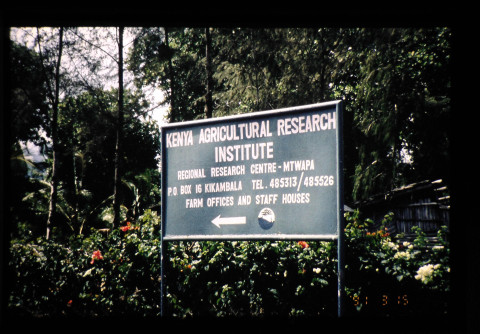 KENYA AGRICULTURAL RESEARCH
INSTITUTE
REGIONAL RESEARCH CENTRE-MTWAPA
P O BOX 16 KIKAMBALA TEL. 485313/485526
FARM OFFICES AND STAFF HOUSES
91 3 15